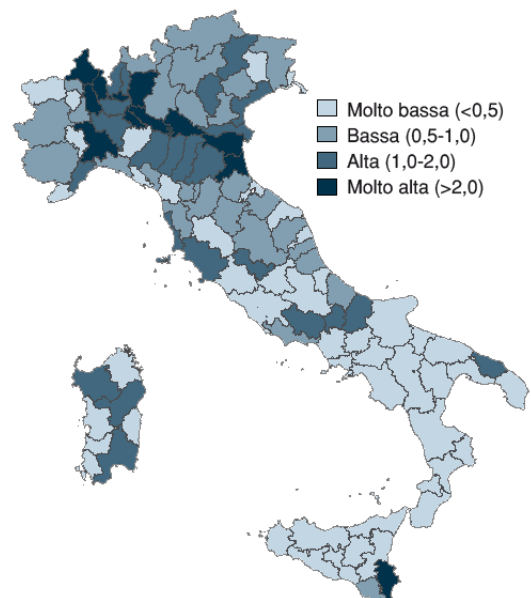 Molto bassa (<0,5)
Bassa (0,5-1,0)
Alta (1,0-2,0)
Molto alta (>2,0)